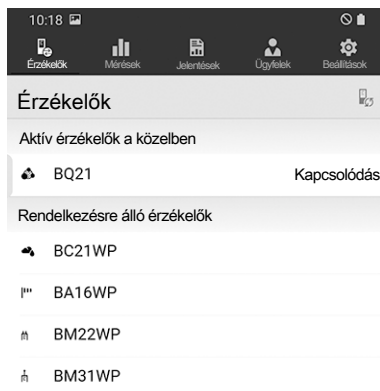 10:18
Érzékelők Mérések Jelentések Ügyfelek Beállítások
Érzékelők
Aktív érzékelők a közelben
BQ21 Kapcsolódás
Rendelkezésre álló érzékelők
BC21WP
BA16WP
BM22WP
BM31WP